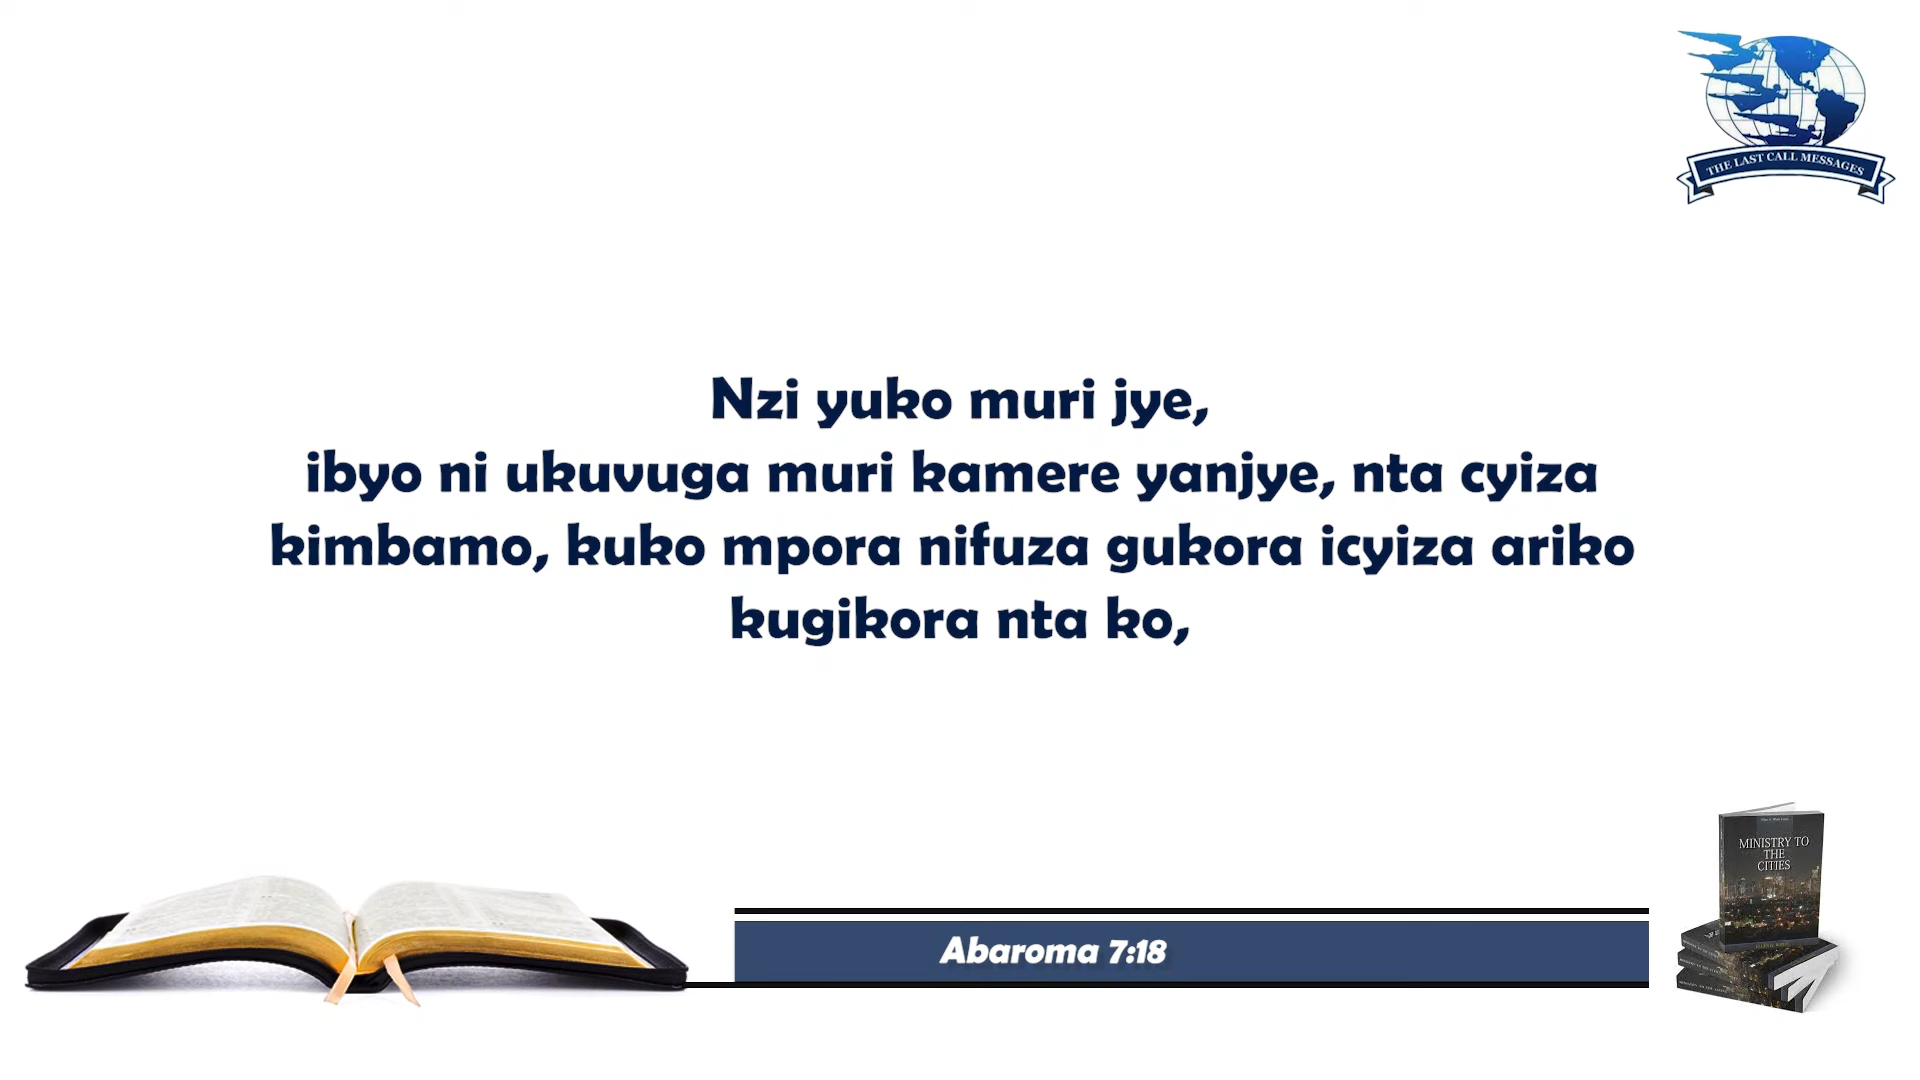 THE LAST CALL MESSAGES
Nzi yuko muri jye,
ibyo ni ukuvuga muri kamere yanjye, nta cyiza
kimbamo, kuko mpora nifuza gukora icyiza ariko
kugikora nta ko,
MINISTRY TO
THE
CITIES
Abaroma 7:18